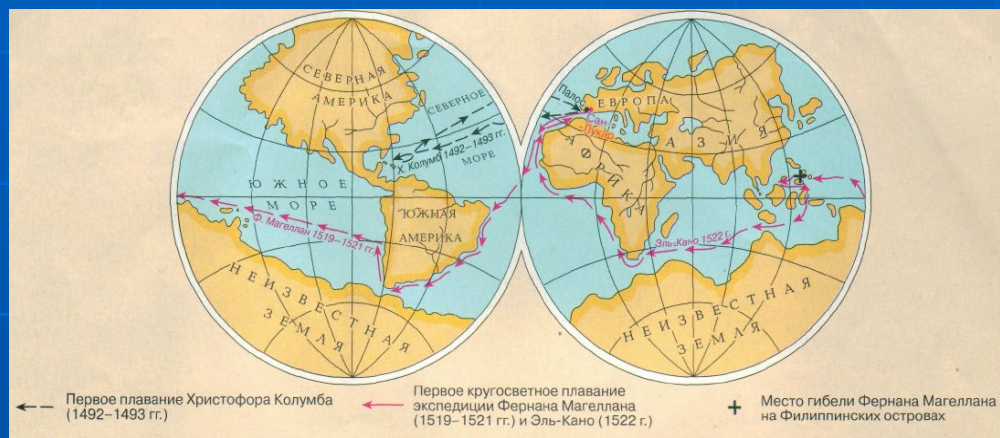 СЕВЕРНАЯ
АМЕРИКА
СЕВЕРНОЕ
МОРЕ
Х. Колумб 1492–1493 гг.
ЮЖНОЕ
МОРЕ
Ф. Магеллан 1519–1521 гг.
ЮЖНАЯ
АМЕРИКА
НЕИЗВЕСТНАЯ
ЗЕМЛЯ
Палос
ЕВРОПА
Сан-
Лукар
АЗИЯ
АФРИКА
Эль-Кано 1522 г.
НЕИЗВЕСТНАЯ
ЗЕМЛЯ
Первое плавание Христофора Колумба
(1492–1493 гг.)
Первое кругосветное плавание
экспедиции Фернана Магеллана
(1519–1521 гг.) и Эль-Кано (1522 г.)
Место гибели Фернана Магеллана
на Филиппинских островах